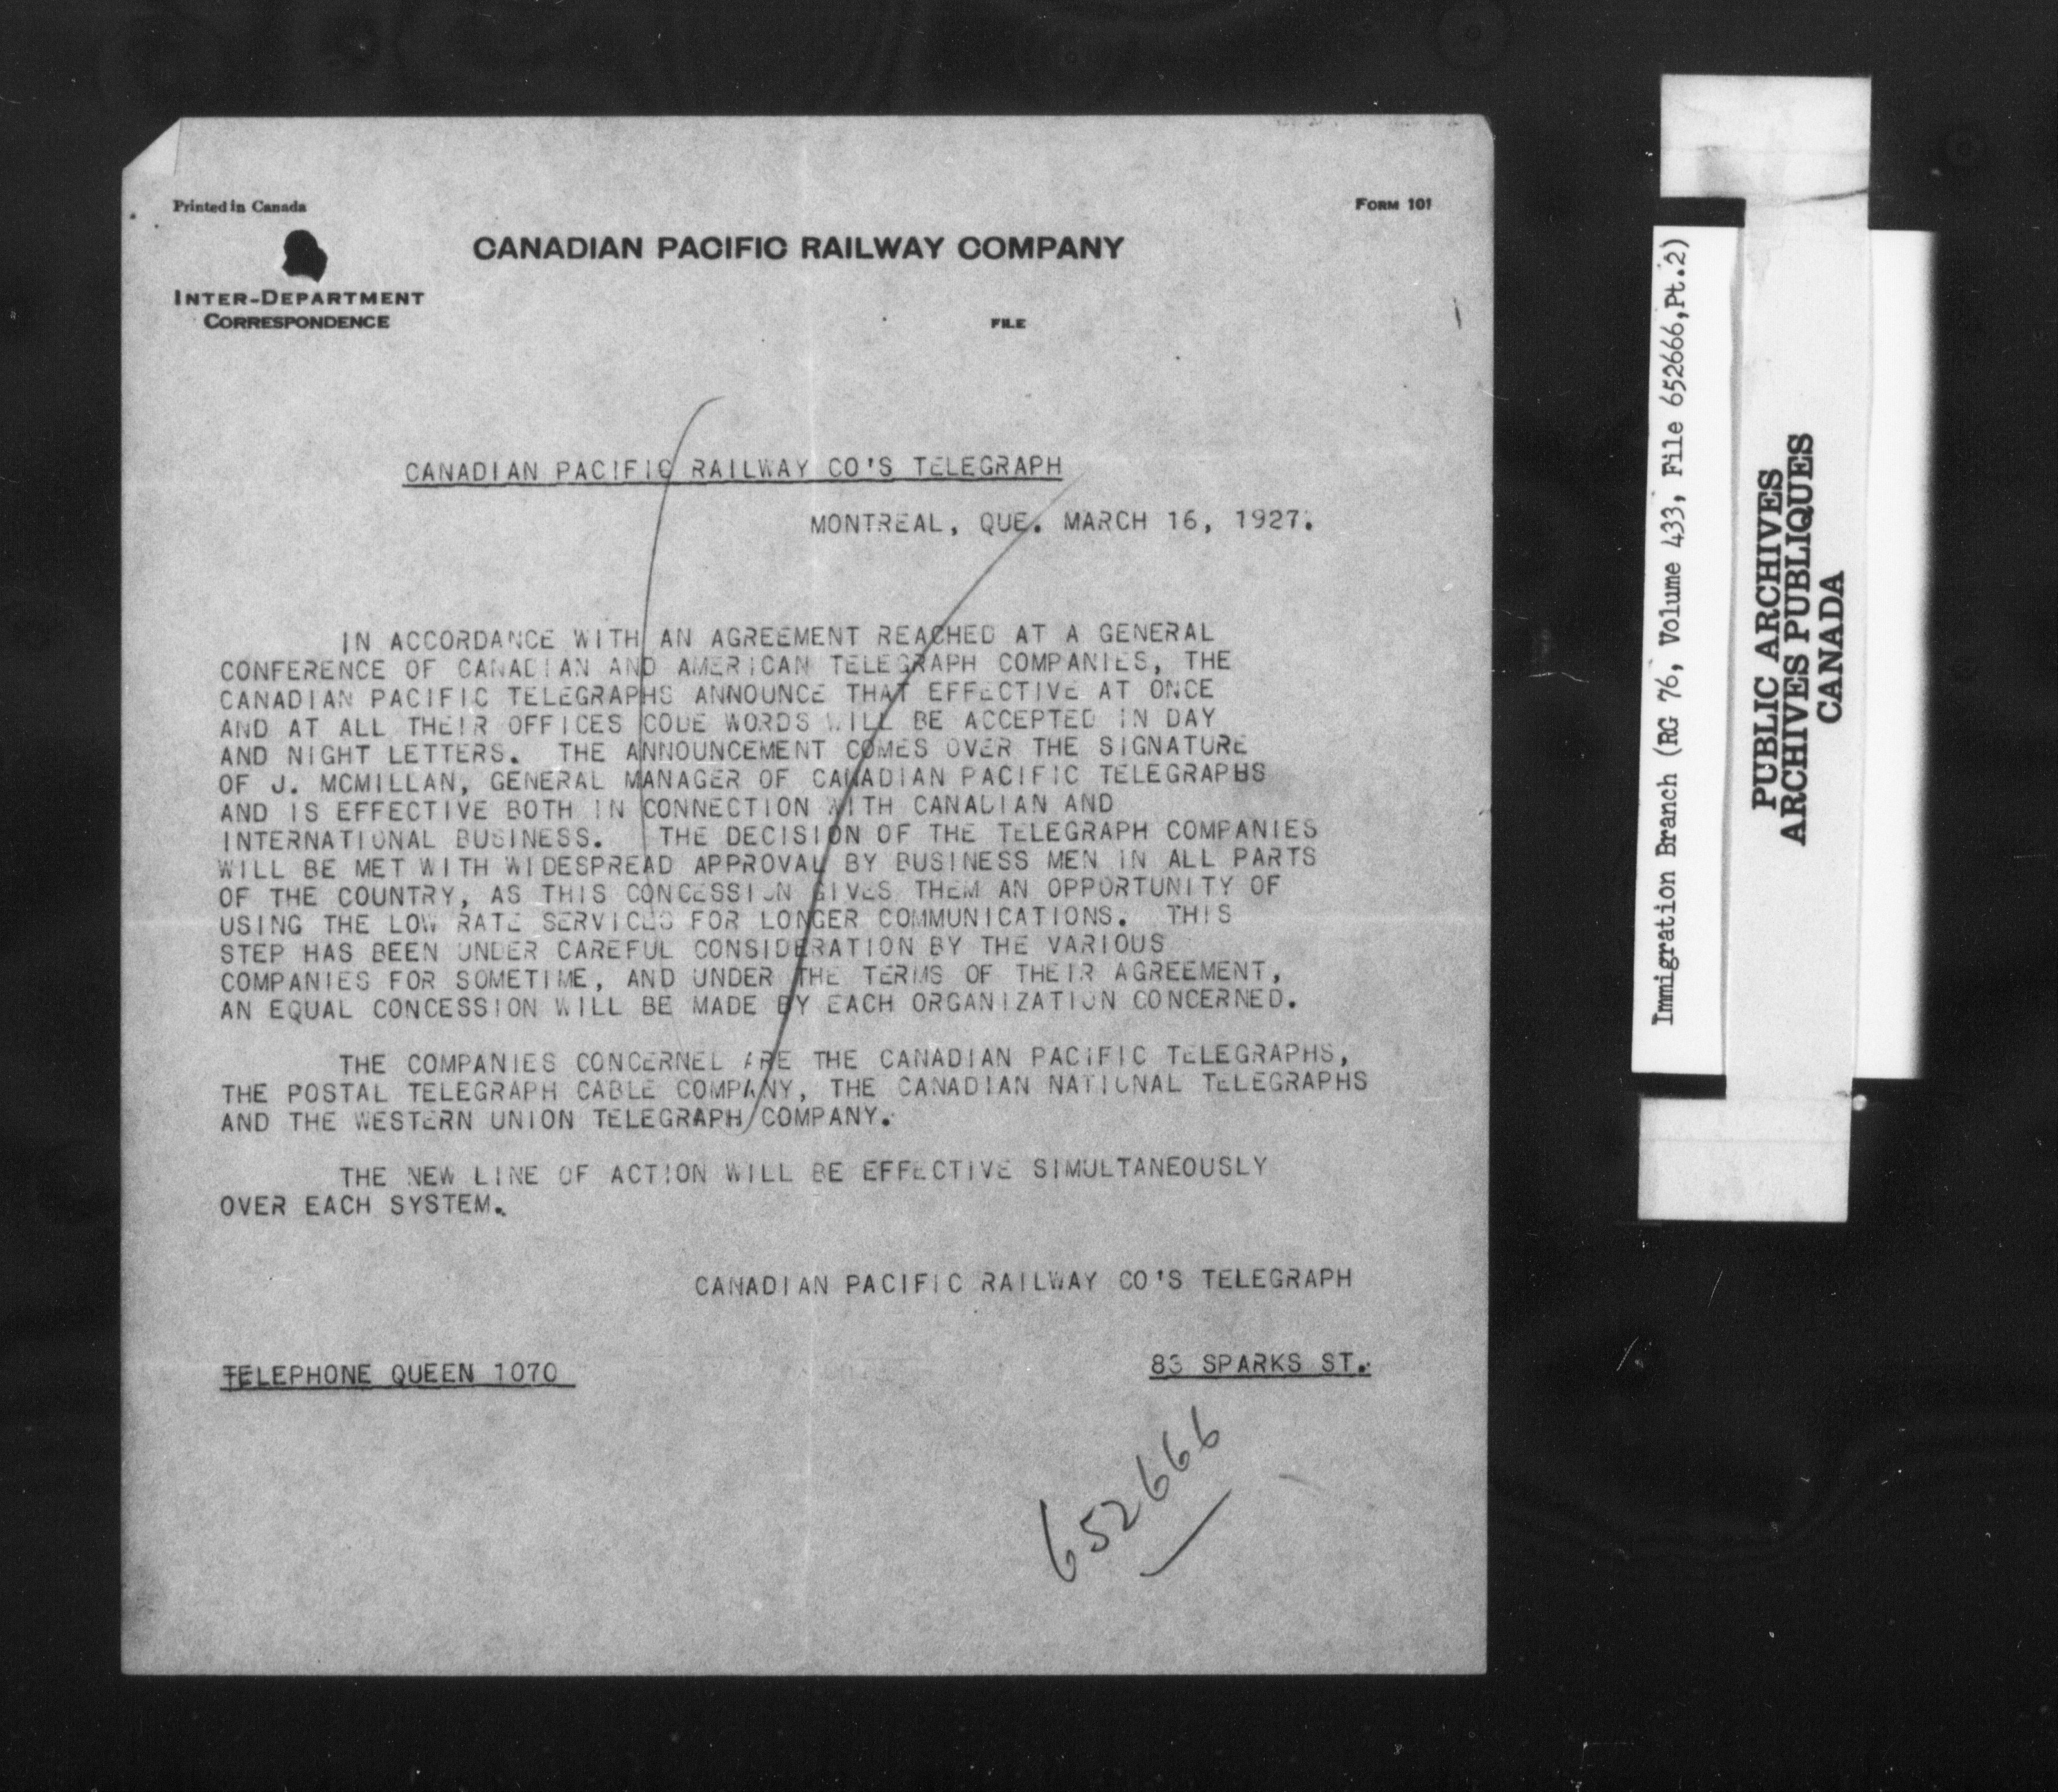 Printed in Canada
FORM 101
CANADIAN PACIFIC RAILWAY COMPANY
INTER-DEPARTMENT
CORRESPONDENCE
FILE
CANADIAN PACIFIC RAILWAY CO'S TELEGRAPH
MONTREAL, QUE. MARCH 16, 1927.
IN ACCORDANCE WITH AN AGREEMENT REACHED AT A GENERAL
CONFERENCE OF CANADIAN AND AMERICAN TELEGRAPH COMPANIES, THE
CANADIAN PACIFIC TELEGRAPHS ANNOUNCE THAT EFFECTIVE AT ONCE
AND AT ALL THEIR OFFICES CODE WORDS WILL BE ACCEPTED IN DAY
AND NIGHT LETTERS. THE ANNOUNCEMENT COMES OVER THE SIGNATURE
OF J. MCMILLAN, GENERAL MANAGER OF CANADIAN PACIFIC TELEGRAPHS
AND IS EFFECTIVE BOTH IN CONNECTION WITH CANADIAN AND
INTERNATIONAL BUSINESS. THE DECISION OF THE TELEGRAPH COMPANIES
WILL BE MET WITH WIDESPREAD APPROVAL BY BUSINESS MEN IN ALL PARTS
OF THE COUNTRY, AS THIS CONCESSION GIVES THEM AN OPPORTUNITY OF
USING THE LOW RATE SERVICES FOR LONGER COMMUNICATIONS. THIS
STEP HAS BEEN UNDER CAREFUL CONSIDERATION BY THE VARIOUS
COMPANIES FOR SOMETIME, AND UNDER THE TERMS OF THEIR AGREEMENT,
AN EQUAL CONCESSION WILL BE MADE BY EACH ORGANIZATION CONCERNED.
THE COMPANIES CONCERNED ARE THE CANADIAN PACIFIC TELEGRAPHS,
THE POSTAL TELEGRAPH CABLE COMPANY, THE CANADIAN NATIONAL TELEGRAPHS
AND THE WESTERN UNION TELEGRAPH COMPANY.
THE NEW LINE OF ACTION WILL BE EFFECTIVE SIMULTANEOUSLY
OVER EACH SYSTEM.
CANADIAN PACIFIC RAILWAY CO'S TELEGRAPH
TELEPHONE QUEEN 1070
83 SPARKS ST.
652666
Immigration Branch (RG 76, Volume 433, File 652666, Pt.2)
PUBLIC ARCHIVES
ARCHIVES PUBLIQUES
CANADA